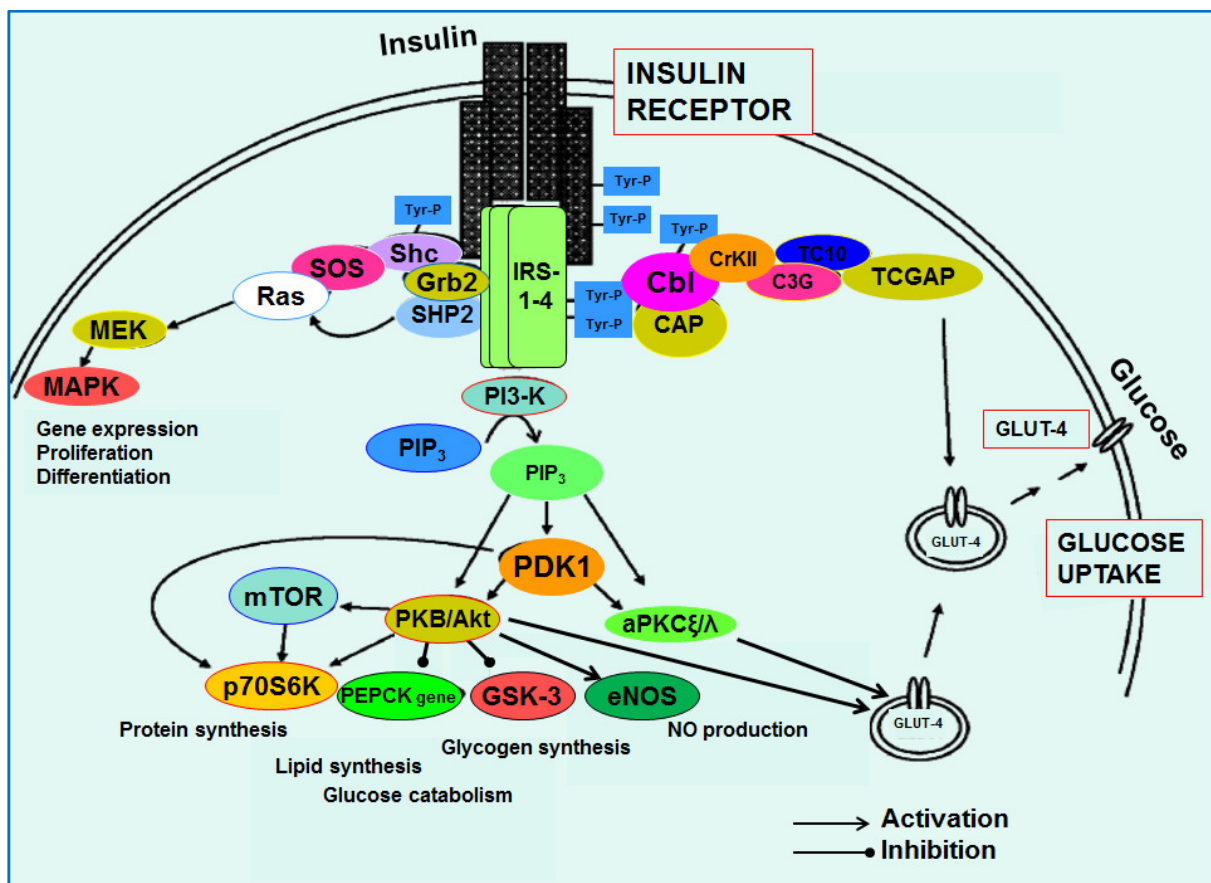 Insulin
INSULIN
RECEPTOR
Tyr-P
Tyr-P
Tyr-P
Tyr-P
Shc
SOS
Grb2
Ras
SHP2
MEK
MAPK
Gene expression
Proliferation
Differentiation
IRS-
1-4
Tyr-P
Tyr-P
Cbl
CAP
CrKII
TC10
C3G
TCGAP
PI3-K
PIP3
PIP3
PDK1
mTOR
PKB/Akt
aPKCξ/λ
p70S6K
PEPCK gene
GSK-3
eNOS
Protein synthesis
Glycogen synthesis
NO production
Lipid synthesis
Glucose catabolism
Glucose
GLUT-4
GLUT-4
GLUCOSE
UPTAKE
GLUT-4
Activation
Inhibition